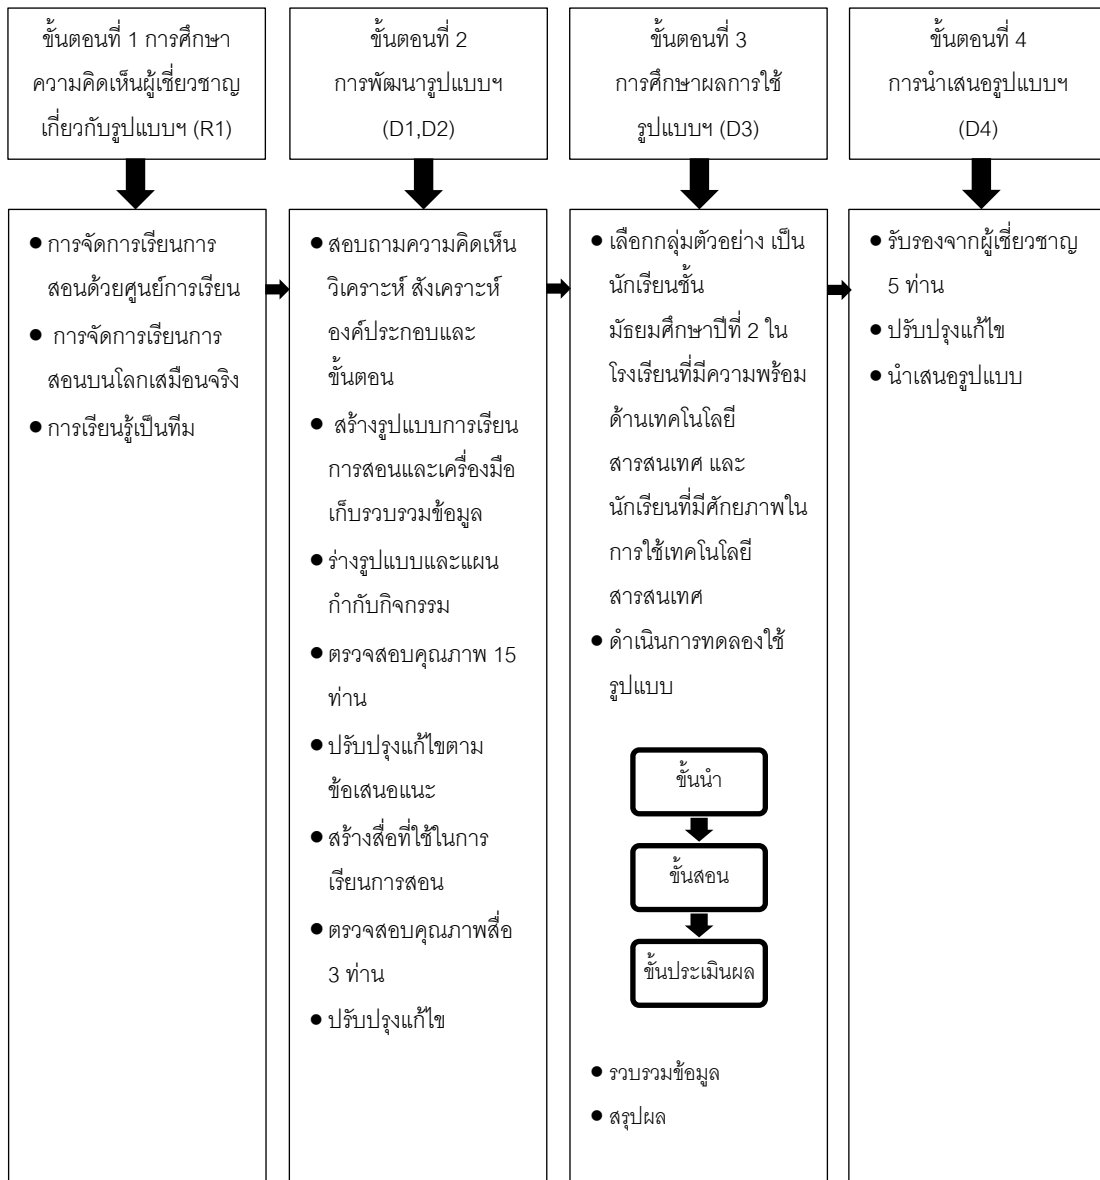 ขั้นตอนที่ 1 การศึกษา
ความคิดเห็นผู้เชี่ยวชาญ
เกี่ยวกับรูปแบบฯ (R1)
ขั้นตอนที่ 2
การพัฒนารูปแบบฯ
(D1,D2)
ขั้นตอนที่ 3
การศึกษาผลการใช้
รูปแบบฯ (D3)
ขั้นตอนที่ 4
การนำเสนอรูปแบบฯ
(D4)
● การจัดการเรียนการ
สอนด้วยศูนย์การเรียน
● การจัดการเรียนการ
สอนบนโลกเสมือนจริง
● การเรียนรู้เป็นทีม
● สอบถามความคิดเห็น
วิเคราะห์ สังเคราะห์
องค์ประกอบและ
ขั้นตอน
● สร้างรูปแบบการเรียน
การสอนและเครื่องมือ
เก็บรวบรวมข้อมูล
● ร่างรูปแบบและแผน
กำกับกิจกรรม
● ตรวจสอบคุณภาพ 15
ท่าน
● ปรับปรุงแก้ไขตาม
ข้อเสนอแนะ
● สร้างสื่อที่ใช้ในการ
เรียนการสอน
● ตรวจสอบคุณภาพสื่อ
3 ท่าน
● ปรับปรุงแก้ไข
● เลือกกลุ่มตัวอย่าง เป็น
นักเรียนชั้น
มัธยมศึกษาปีที่ 2 ใน
โรงเรียนที่มีความพร้อม
ด้านเทคโนโลยี
สารสนเทศ และ
นักเรียนที่มีศักยภาพใน
การใช้เทคโนโลยี
สารสนเทศ
● ดำเนินการทดลองใช้
รูปแบบ
ขั้นนำ
ขั้นสอน
ขั้นประเมินผล
● รวบรวมข้อมูล
● สรุปผล
● รับรองจากผู้เชี่ยวชาญ
5 ท่าน
● ปรับปรุงแก้ไข
● นำเสนอรูปแบบ